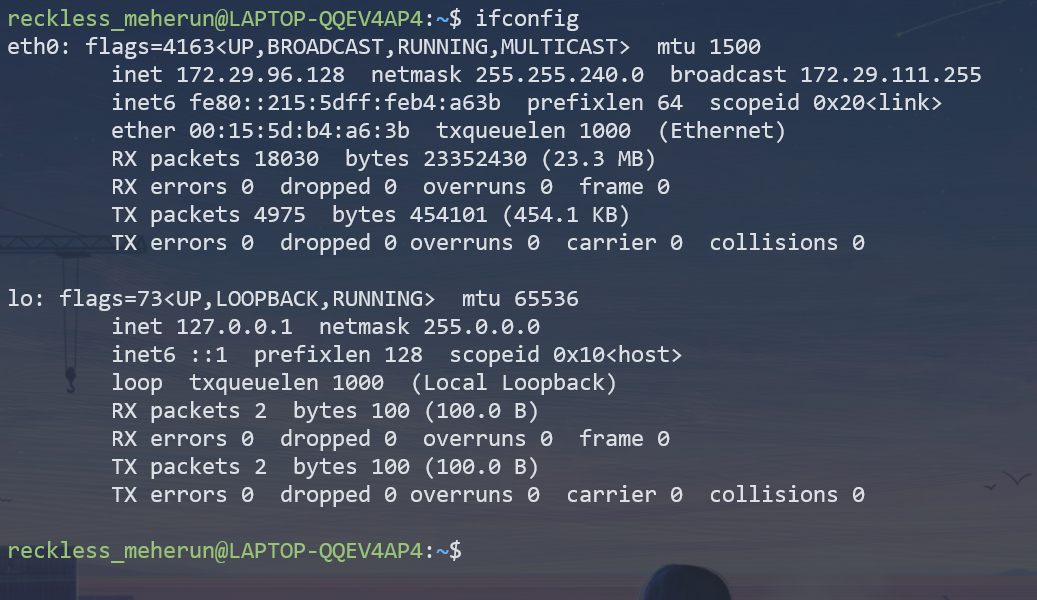 reckless_meherun@LAPTOP-QQEV4AP4:~$ ifconfig
eth0: flags=4163<UP,BROADCAST,RUNNING,MULTICAST>  mtu 1500
        inet 172.29.96.128  netmask 255.255.240.0  broadcast 172.29.111.255
        inet6 fe80::215:5dff:feb4:a63b  prefixlen 64  scopeid 0x20<link>
        ether 00:15:5d:b4:a6:3b  txqueuelen 1000  (Ethernet)
        RX packets 18030  bytes 23352430 (23.3 MB)
        RX errors 0  dropped 0  overruns 0  frame 0
        TX packets 4975  bytes 454101 (454.1 KB)
        TX errors 0  dropped 0 overruns 0  carrier 0  collisions 0

lo: flags=73<UP,LOOPBACK,RUNNING>  mtu 65536
        inet 127.0.0.1  netmask 255.0.0.0
        inet6 ::1  prefixlen 128  scopeid 0x10<host>
        loop  txqueuelen 1000  (Local Loopback)
        RX packets 2  bytes 100 (100.0 B)
        RX errors 0  dropped 0  overruns 0  frame 0
        TX packets 2  bytes 100 (100.0 B)
        TX errors 0  dropped 0 overruns 0  carrier 0  collisions 0

reckless_meherun@LAPTOP-QQEV4AP4:~$